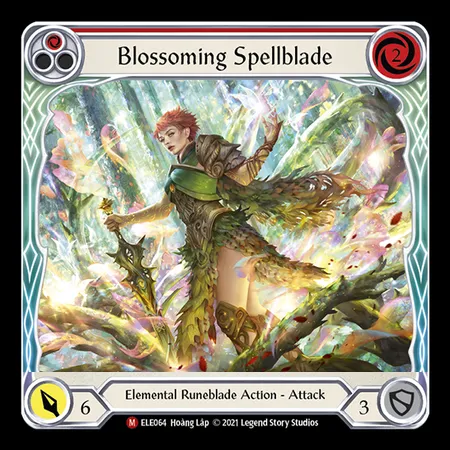 Blossoming Spellblade
2
Elemental Runeblade Action - Attack
6
3
M ELE064 Hoàng Lập © 2021 Legend Story Studios